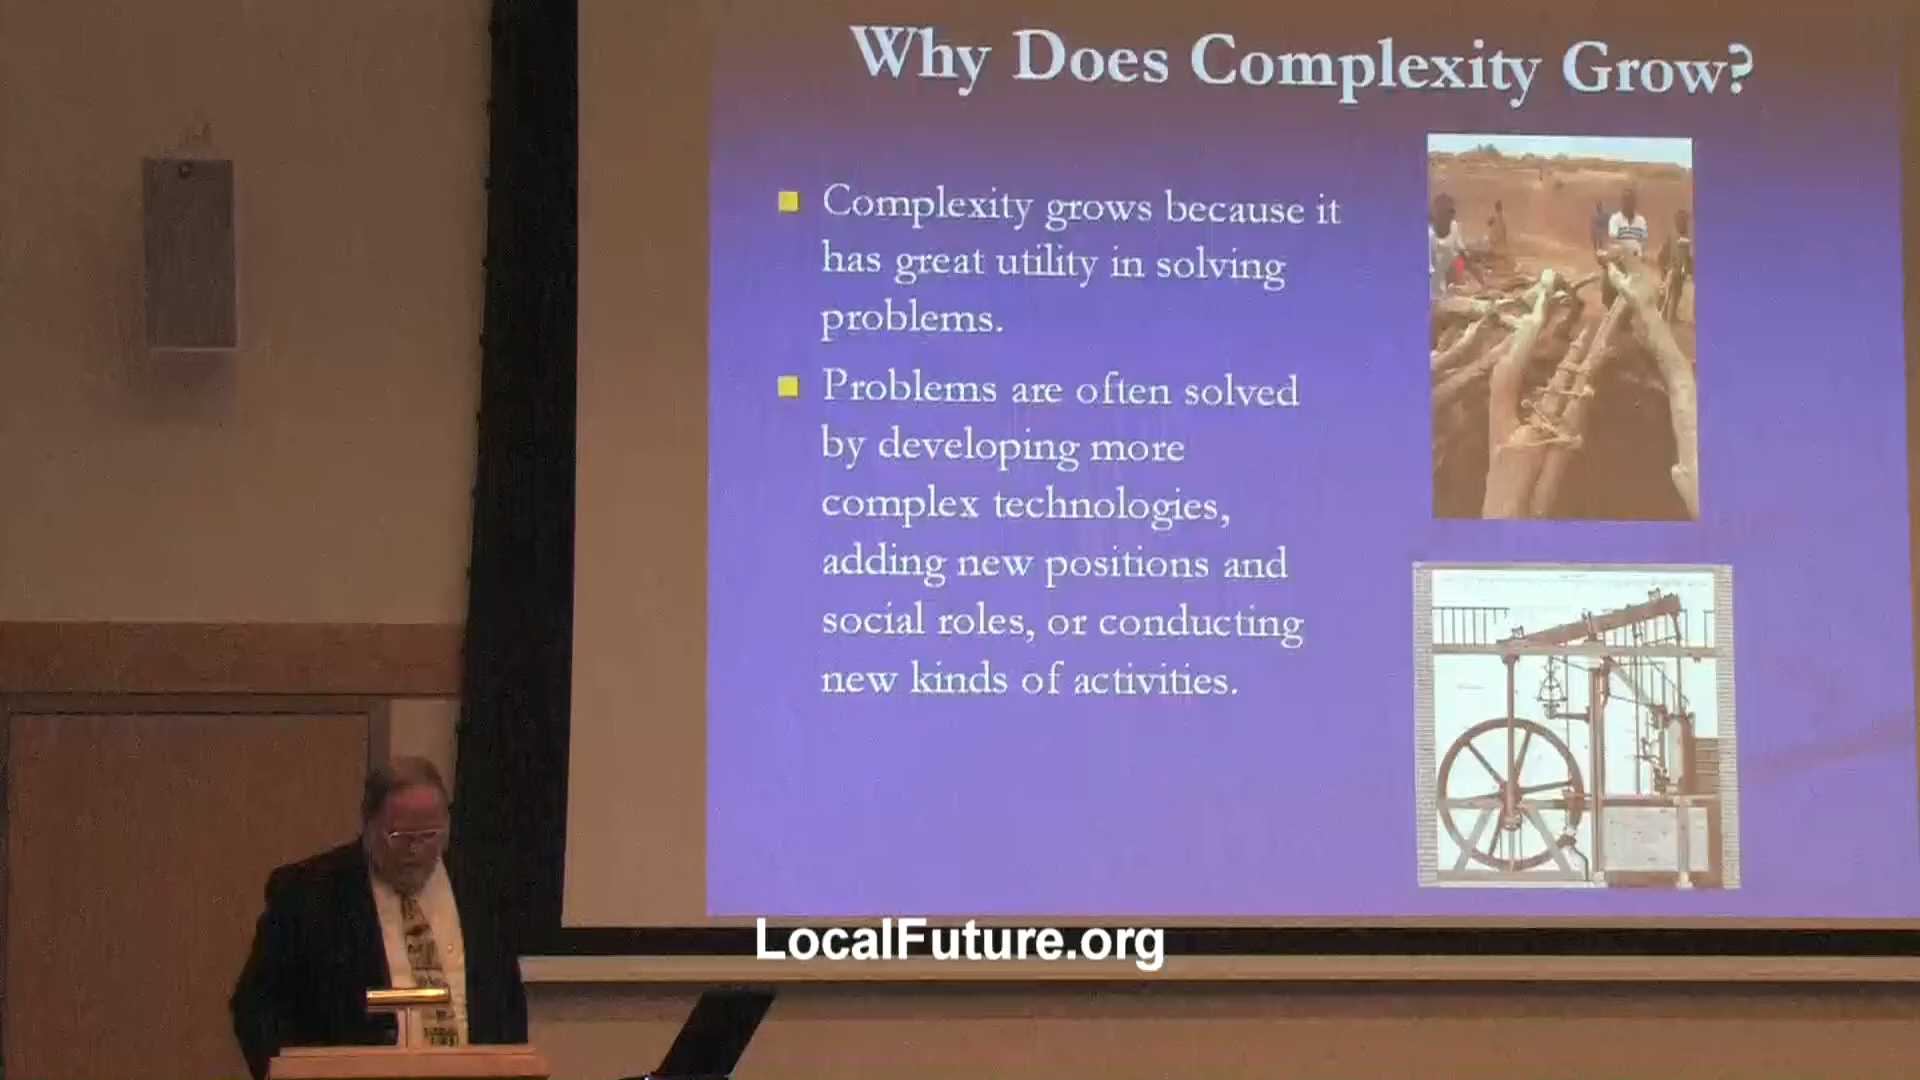 Why Does Complexity Grow?
Complexity grows because it
has great utility in solving
problems.
Problems are often solved
by developing more
complex technologies,
adding new positions and
social roles, or conducting
new kinds of activities.
LocalFuture.org